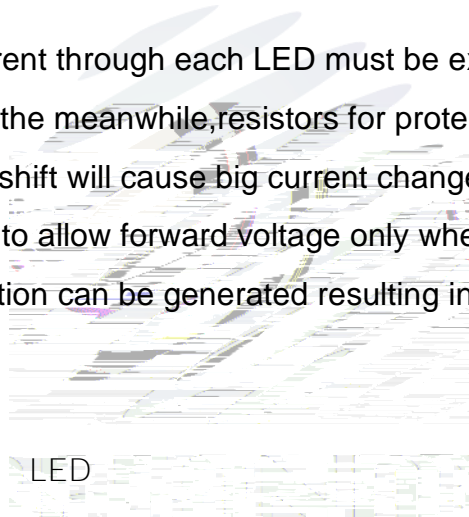 rent through each LED must be ex
the meanwhile,resistors for prote
shift will cause big current change
to allow forward voltage only whe
tion can be generated resulting in
LED